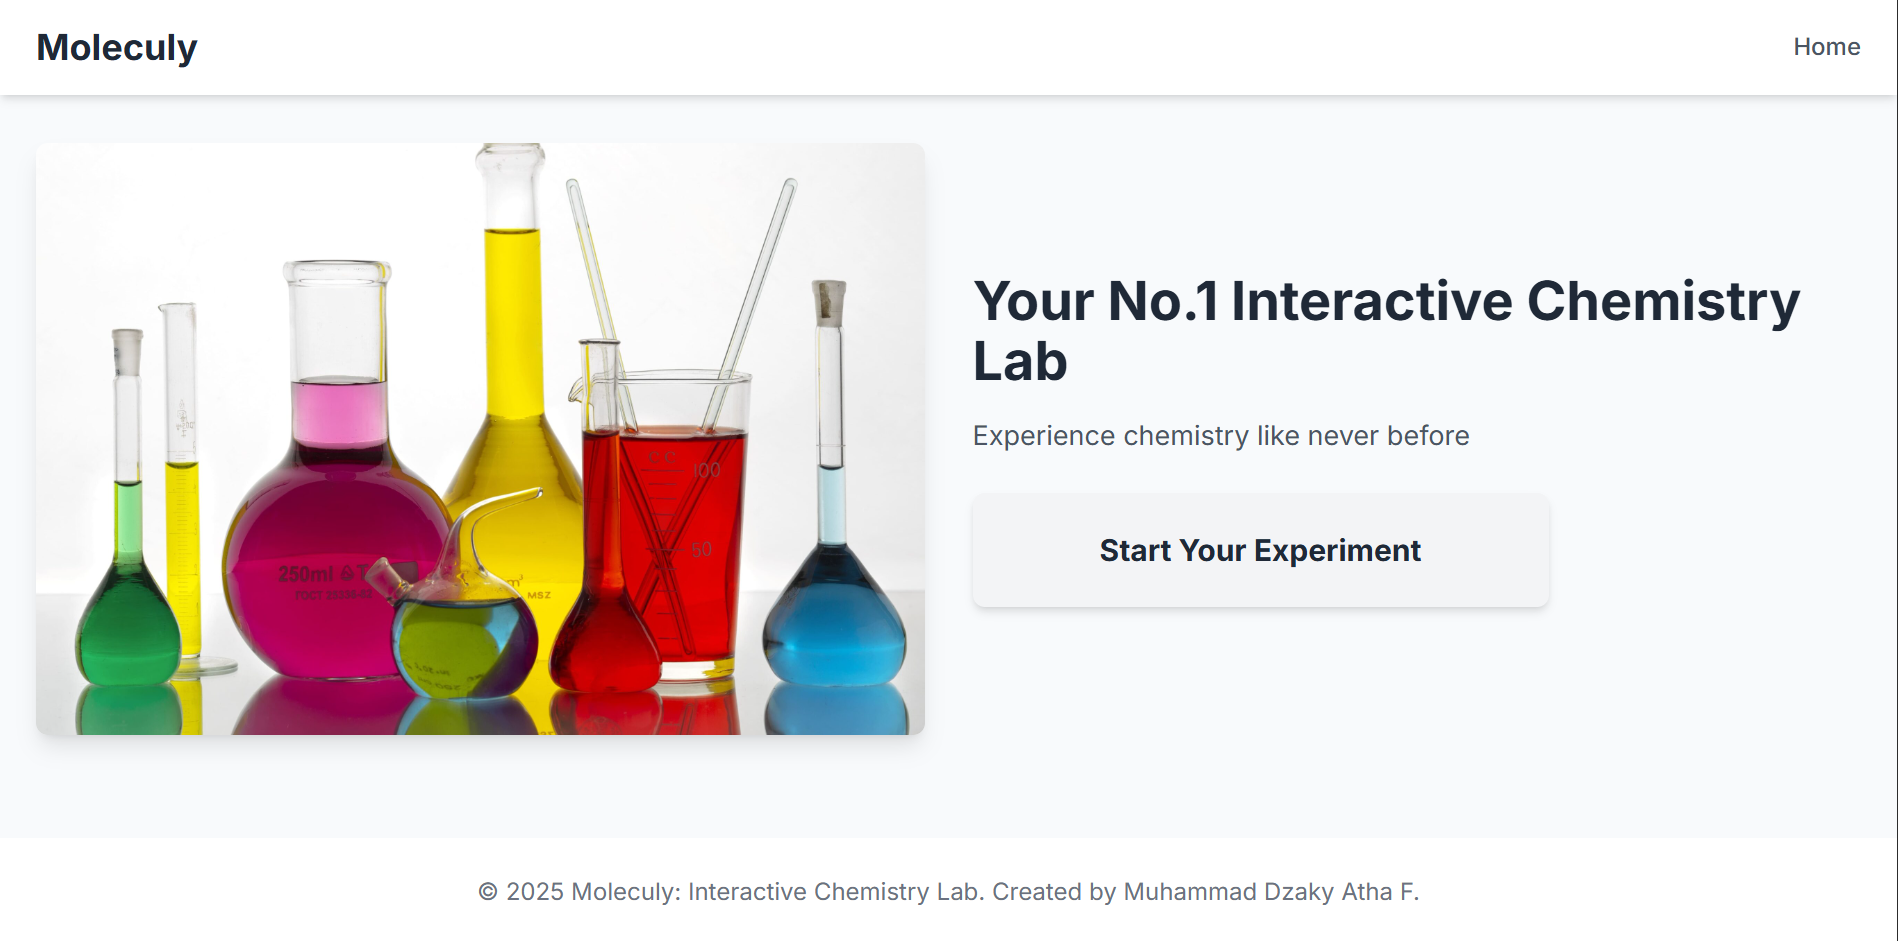 Moleculy
Home
250ml
CC
100
50
MSZ
Your No.1 Interactive Chemistry
Lab
Experience chemistry like never before
Start Your Experiment
© 2025 Moleculy: Interactive Chemistry Lab. Created by Muhammad Dzaky Atha F.